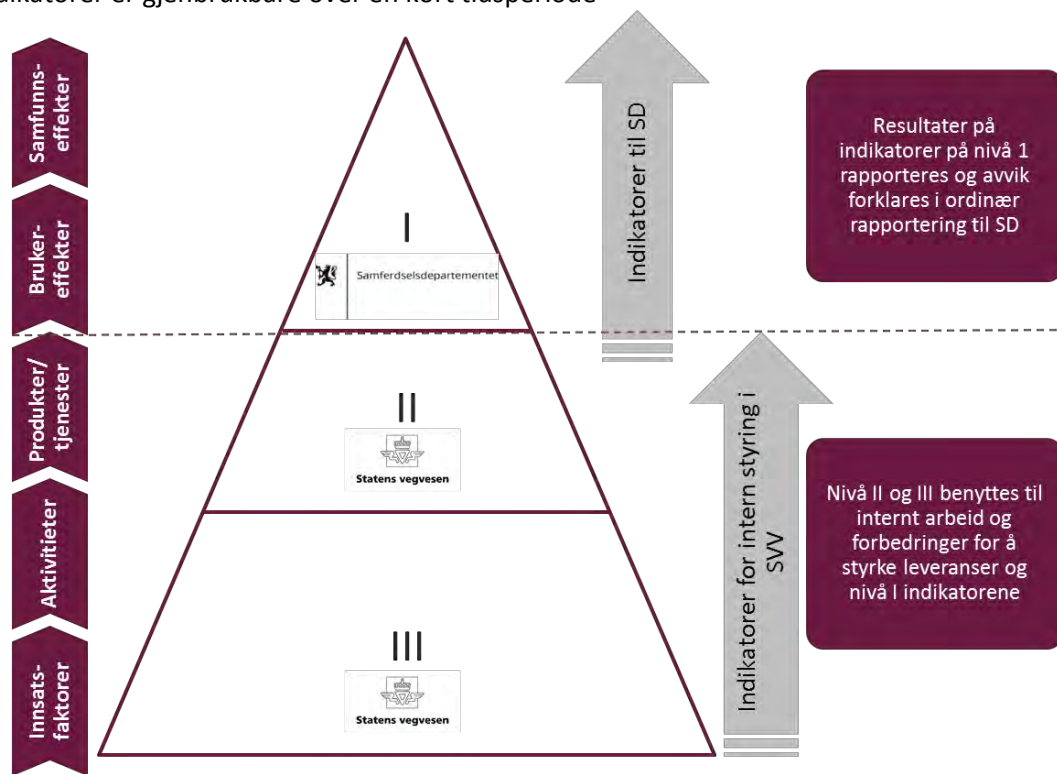 er gjenbrukbare over en kort tidsperiode
Samfunns-
effekter
Bruker-
effekter
Produkter/
tjenester
Aktivitieter
Innsats-
faktorer
I
Samferdselsdepartementet
II
Statens vegvesen
III
Statens vegvesen
Indikatorer til SD
Indikatorer for intern styring i
SVV
Resultater på
indikatorer på nivå 1
rapporteres og avvik
forklares i ordinær
rapportering til SD
Nivå II og III benyttes til
internt arbeid og
forbedringer for å
styrke leveranser og
nivå I indikatorene